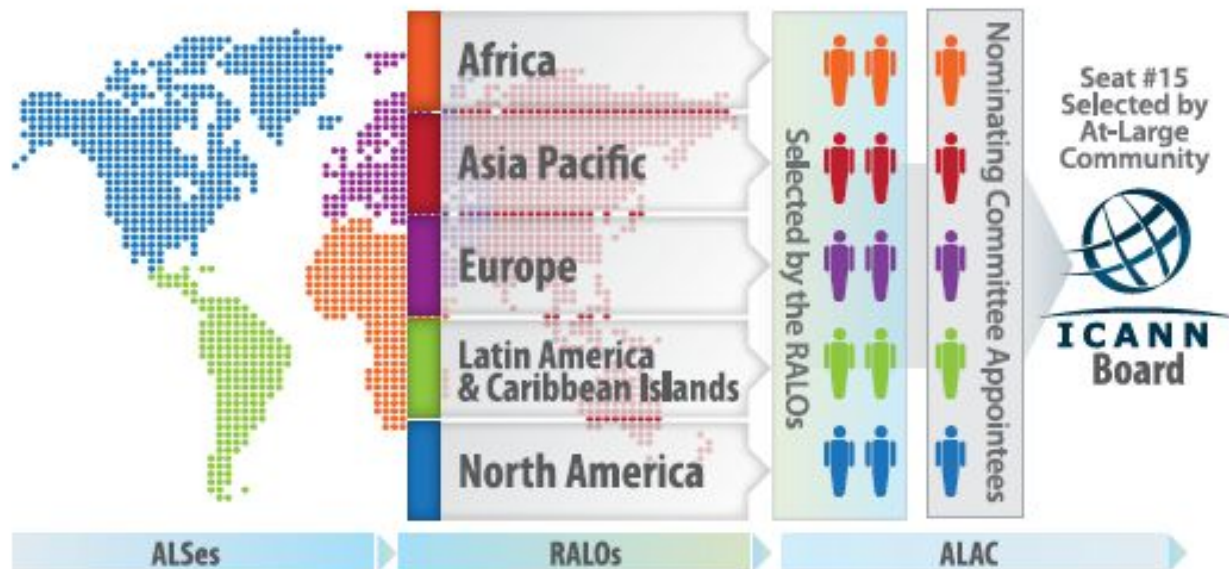 Africa
Asia Pacific
Europe
Latin America
& Caribbean Islands
North America
Selected by the RALOs
Nominating Committee Appointees
Seat #15
Selected by
At-Large
Community
ICANN
Board
ALSes
RALOs
ALAC